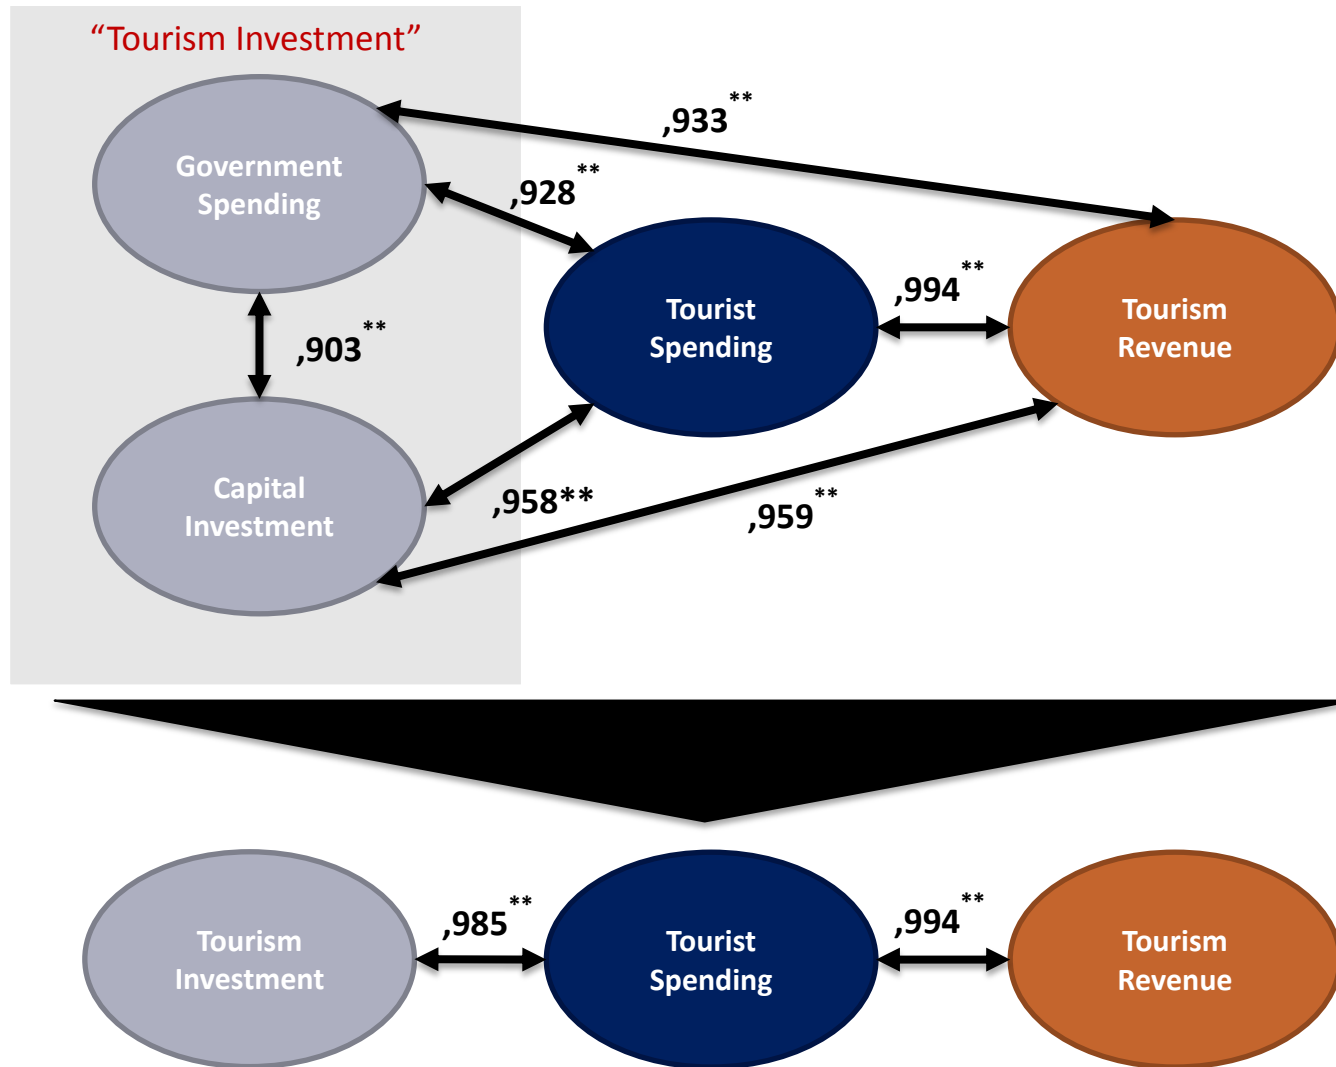 “Tourism Investment”
,933**
Government
Spending
,928**
Tourist
Spending
,994**
Tourism
Revenue
,903**
Capital
Investment
,958**
,959**
Tourism
Investment
,985**
Tourist
Spending
,994**
Tourism
Revenue